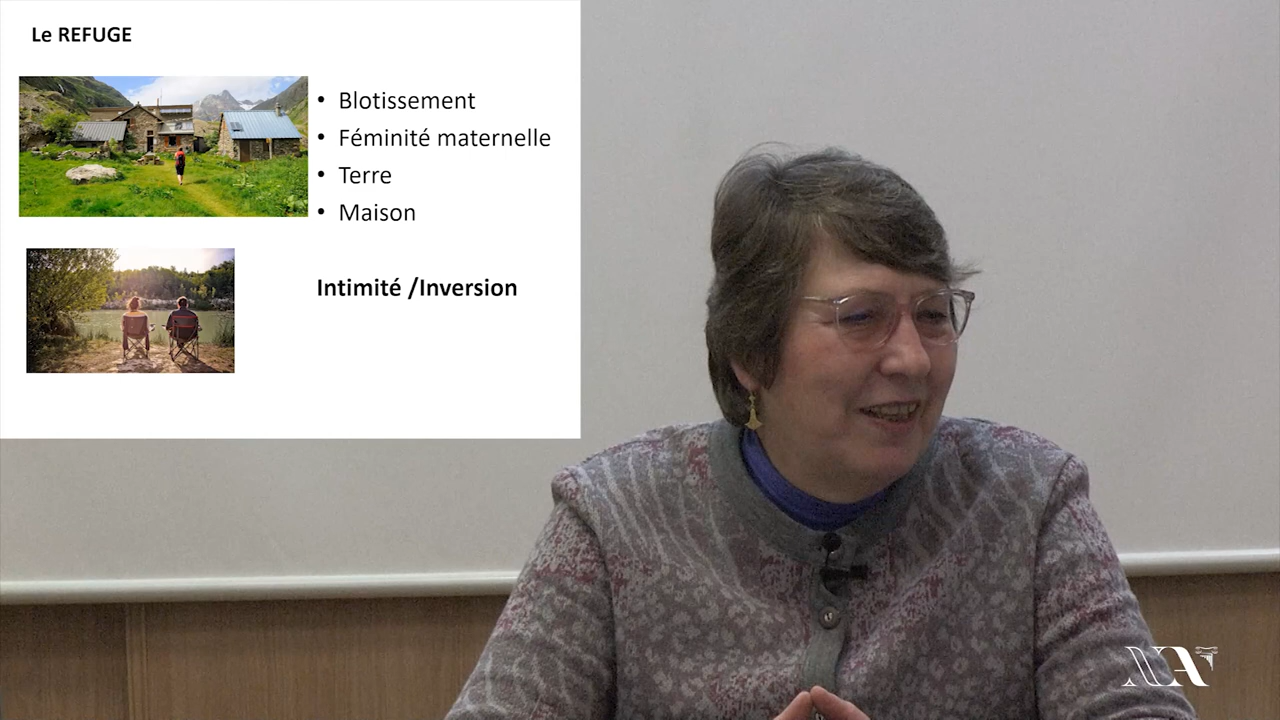 Le REFUGE
• Blotissement
• Féminité maternelle
• Terre
• Maison
Intimité /Inversion